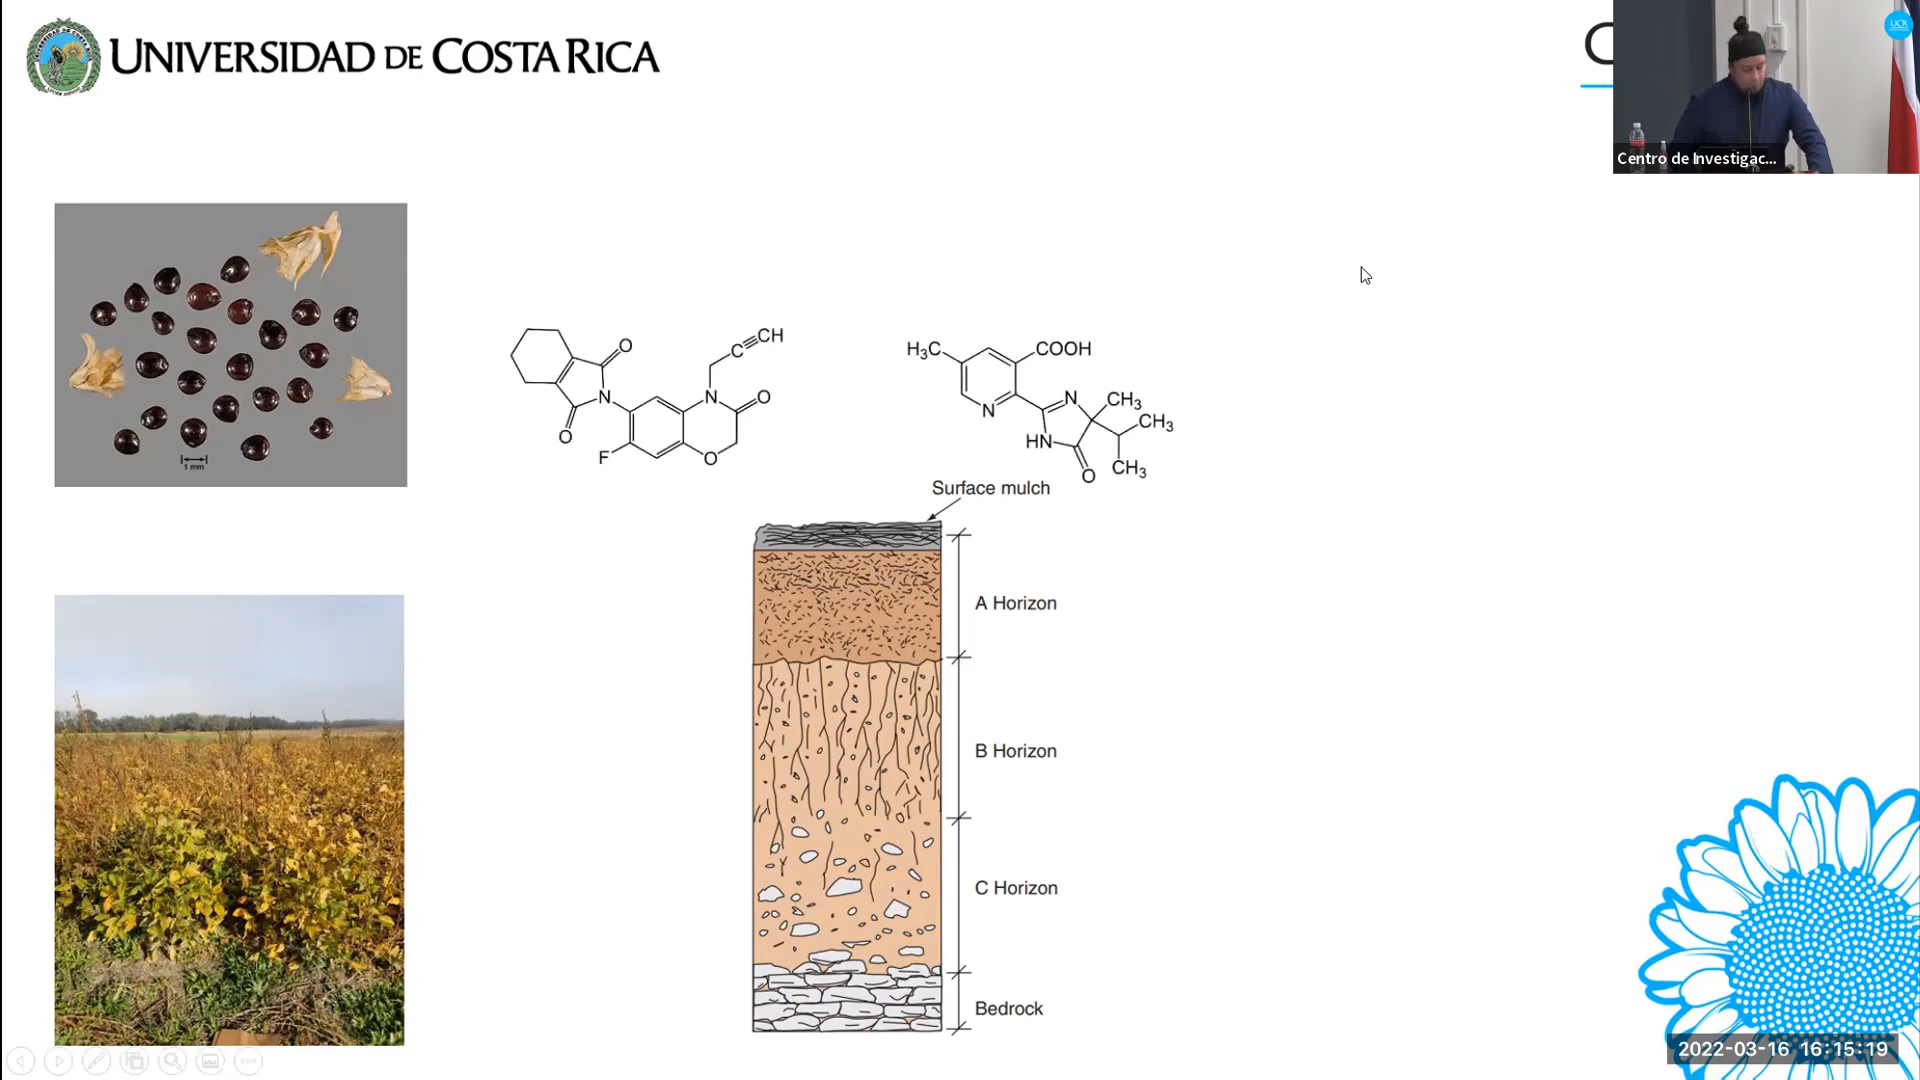 UNIVERSIDAD DE COSTA RICA
C
UCR
Centro de Investigac...
1 mm
O
O
N
F
N
C
CH
O
O
H3C
COOH
N
N
CH3
CH3
HN
CH3
O
Surface mulch
A Horizon
B Horizon
C Horizon
Bedrock
2022-03-16 16:15:19